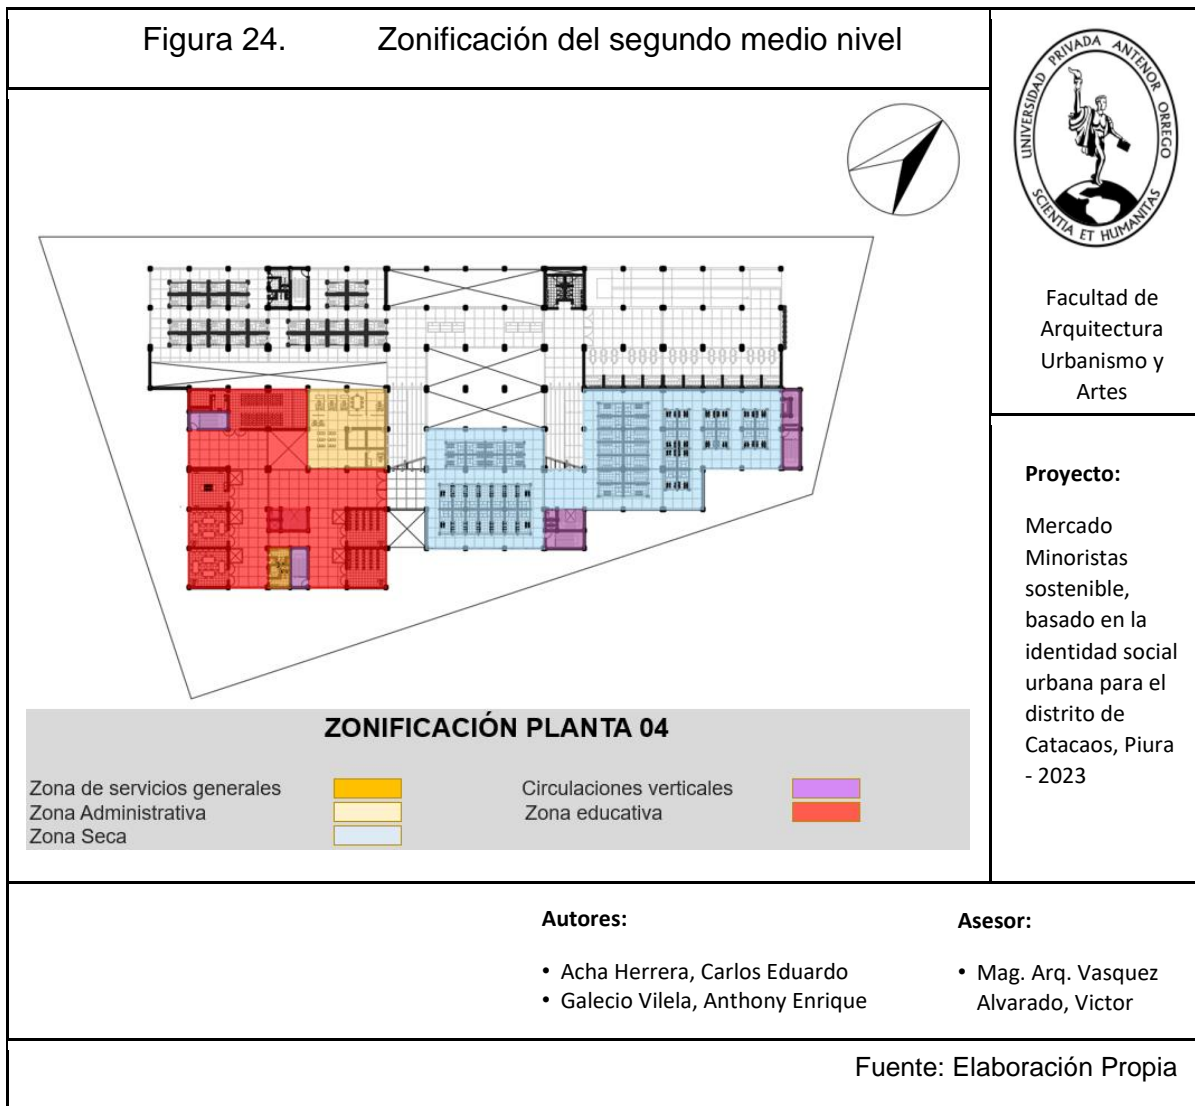 Figura 24. Zonificación del segundo medio nivel
UNIVERSIDAD PRIVADA ANTENOR ORREGO
SCIENTIA ET HUMANITAS
Facultad de
Arquitectura
Urbanismo y
Artes
Proyecto:
Mercado
Minoristas
sostenible,
basado en la
identidad social
urbana para el
distrito de
Catacaos, Piura
- 2023
ZONIFICACIÓN PLANTA 04
Zona de servicios generales
Zona Administrativa
Zona Seca
Circulaciones verticales
Zona educativa
Autores:
• Acha Herrera, Carlos Eduardo
• Galecio Vilela, Anthony Enrique
Asesor:
• Mag. Arq. Vasquez
Alvarado, Victor
Fuente: Elaboración Propia